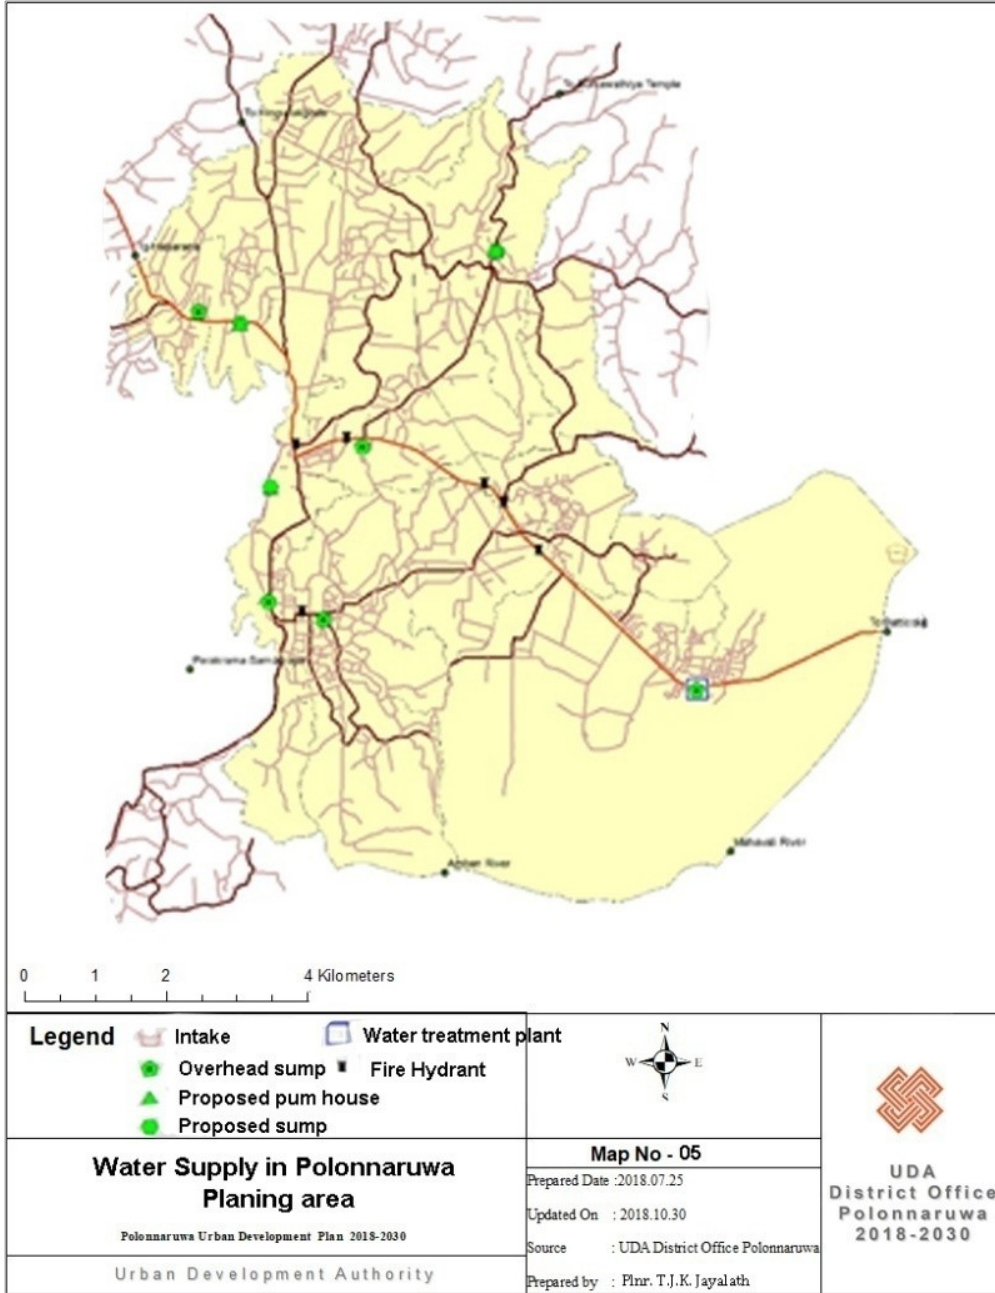 Temple
Mahavali River
River
0 1 2 4 Kilometers
Legend
Intake
Water treatment plant
Overhead sump
Fire Hydrant
Proposed pum house
Proposed sump
N
W E
S
Water Supply in Polonnaruwa
Planing area
Polonnaruwa Urban Development Plan 2018-2030
Urban Development Authority
Map No - 05
Prepared Date :2018.07.25
Updated On : 2018.10.30
Source : UDA District Office Polonnaruwa
Prepared by : Plnr. T.J.K. Jayalath
UDA
District Office
Polonnaruwa
2018-2030